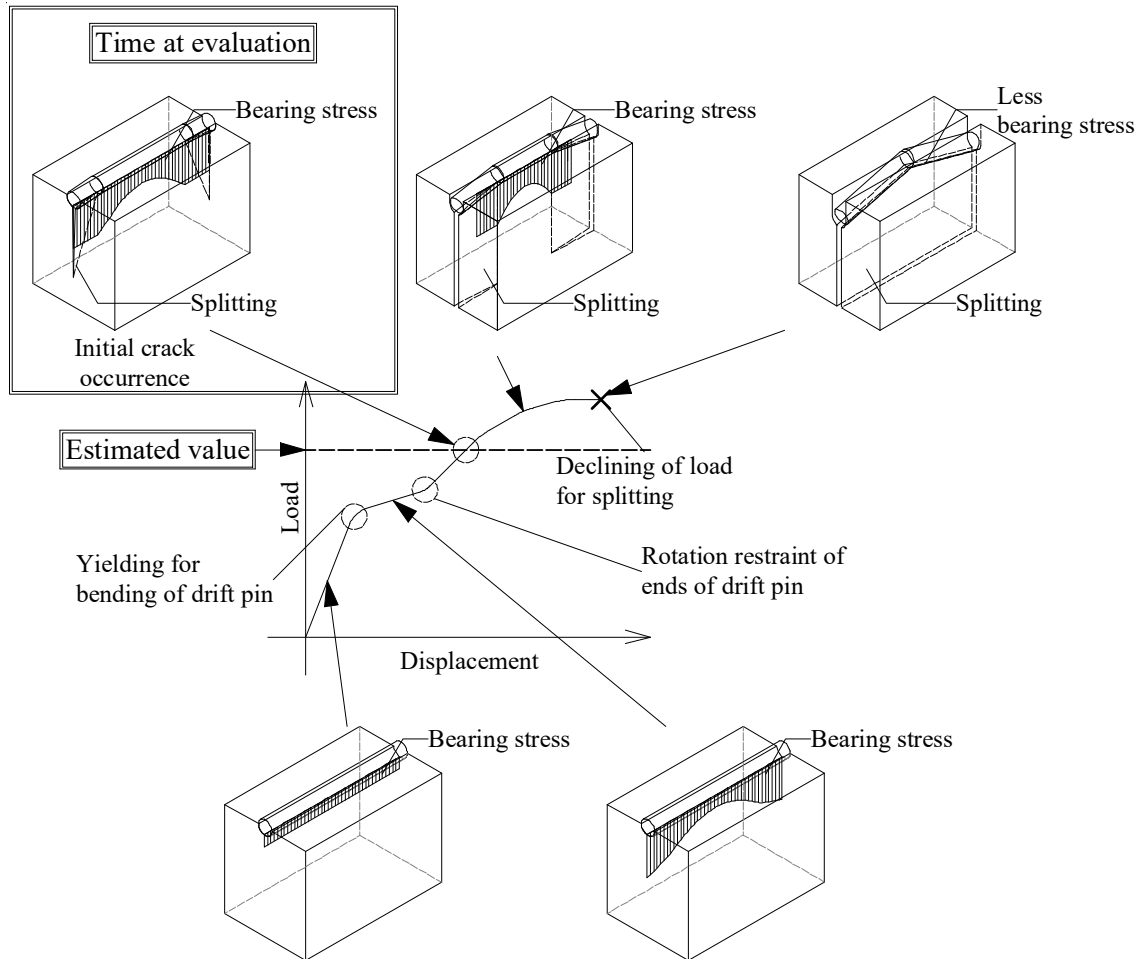 Time at evaluation
Bearing stress
Splitting
Initial crack
occurrence
Bearing stress
Splitting
Less
bearing stress
Splitting
Estimated value
Load
Declining of load
for splitting
Yielding for
bending of drift pin
Rotation restraint of
ends of drift pin
Displacement
Bearing stress
Bearing stress